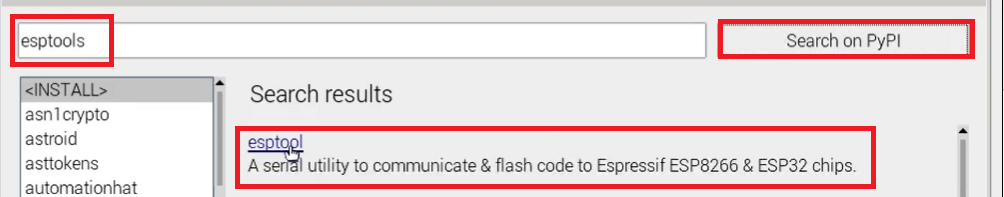 esptools
Search on PyPI
<INSTALL>
asn1crypto
astroid
asttokens
automationhat
Search results
esptool
A serial utility to communicate & flash code to Espressif ESP8266 & ESP32 chips.